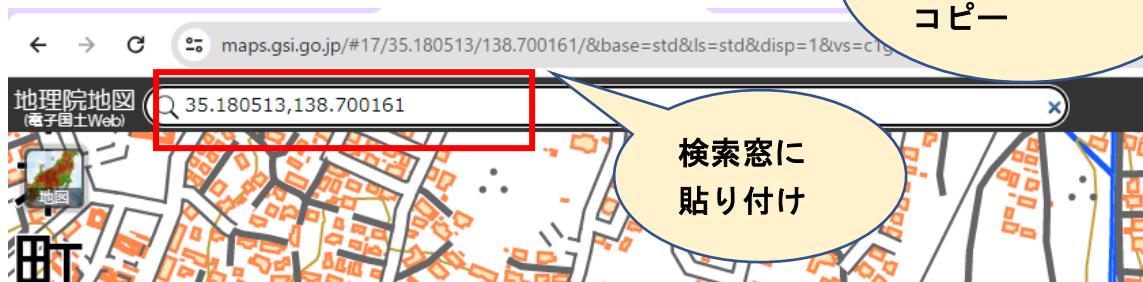 コピー
maps.gsi.go.jp/#17/35.180513/138.700161/&base=std&ls=std&disp=1&vs=c1g
地理院地図
(電子国土Web)
35.180513,138.700161
検索窓に
貼り付け
地図
町